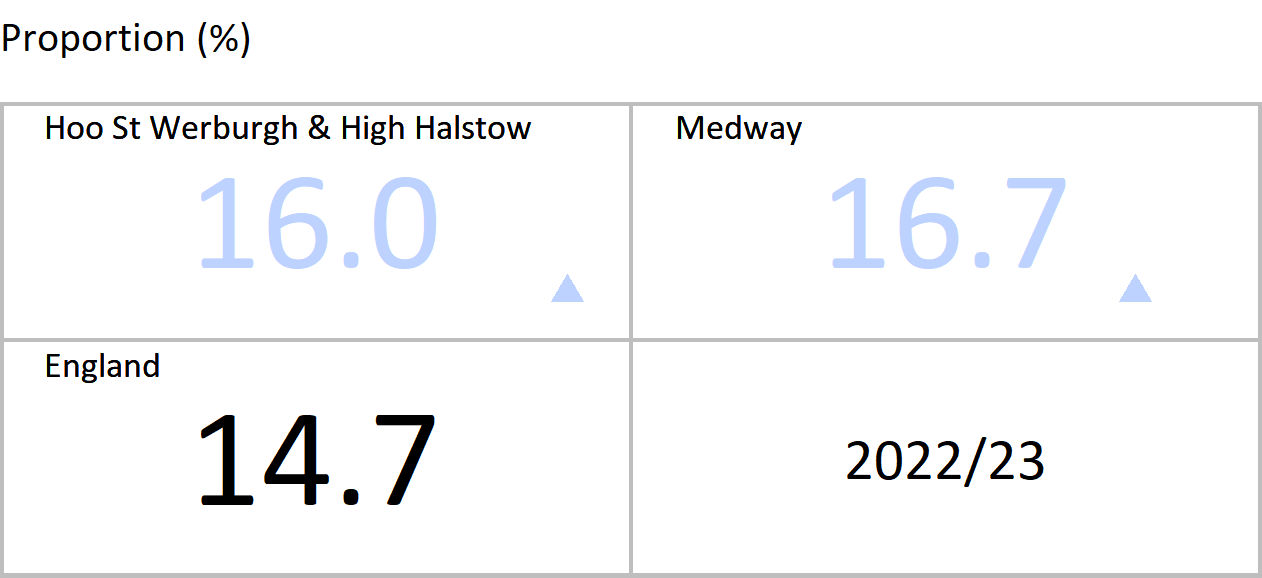 Proportion (%)
Hoo St Werburgh & High Halstow
16.0
Medway
16.7
England
14.7
2022/23